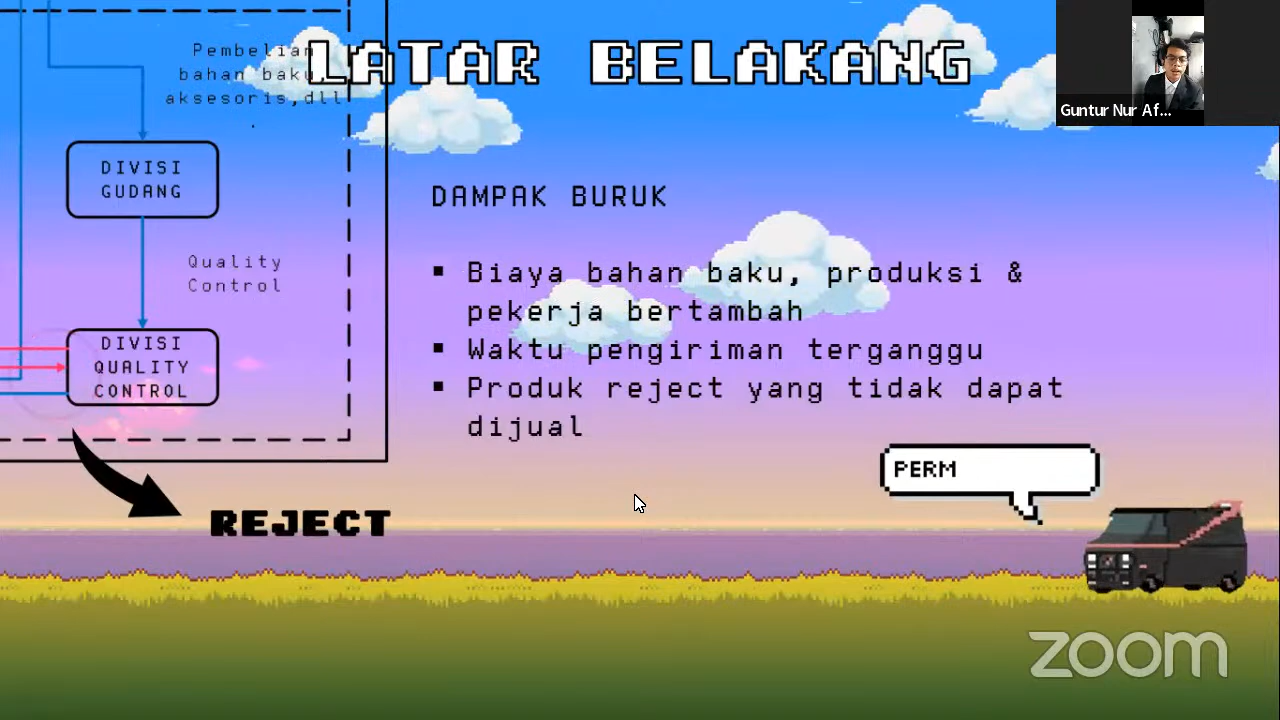 LATAR BELAKANG
Pembelian
bahan baku,
aksesoris,dll
DIVISI
GUDANG
Quality
Control
DIVISI
QUALITY
CONTROL
REJECT
DAMPAK BURUK
▪ Biaya bahan baku, produksi &
pekerja bertambah
▪ Waktu pengiriman terganggu
▪ Produk reject yang tidak dapat
dijual
PERM
Guntur Nur Af...
zoom